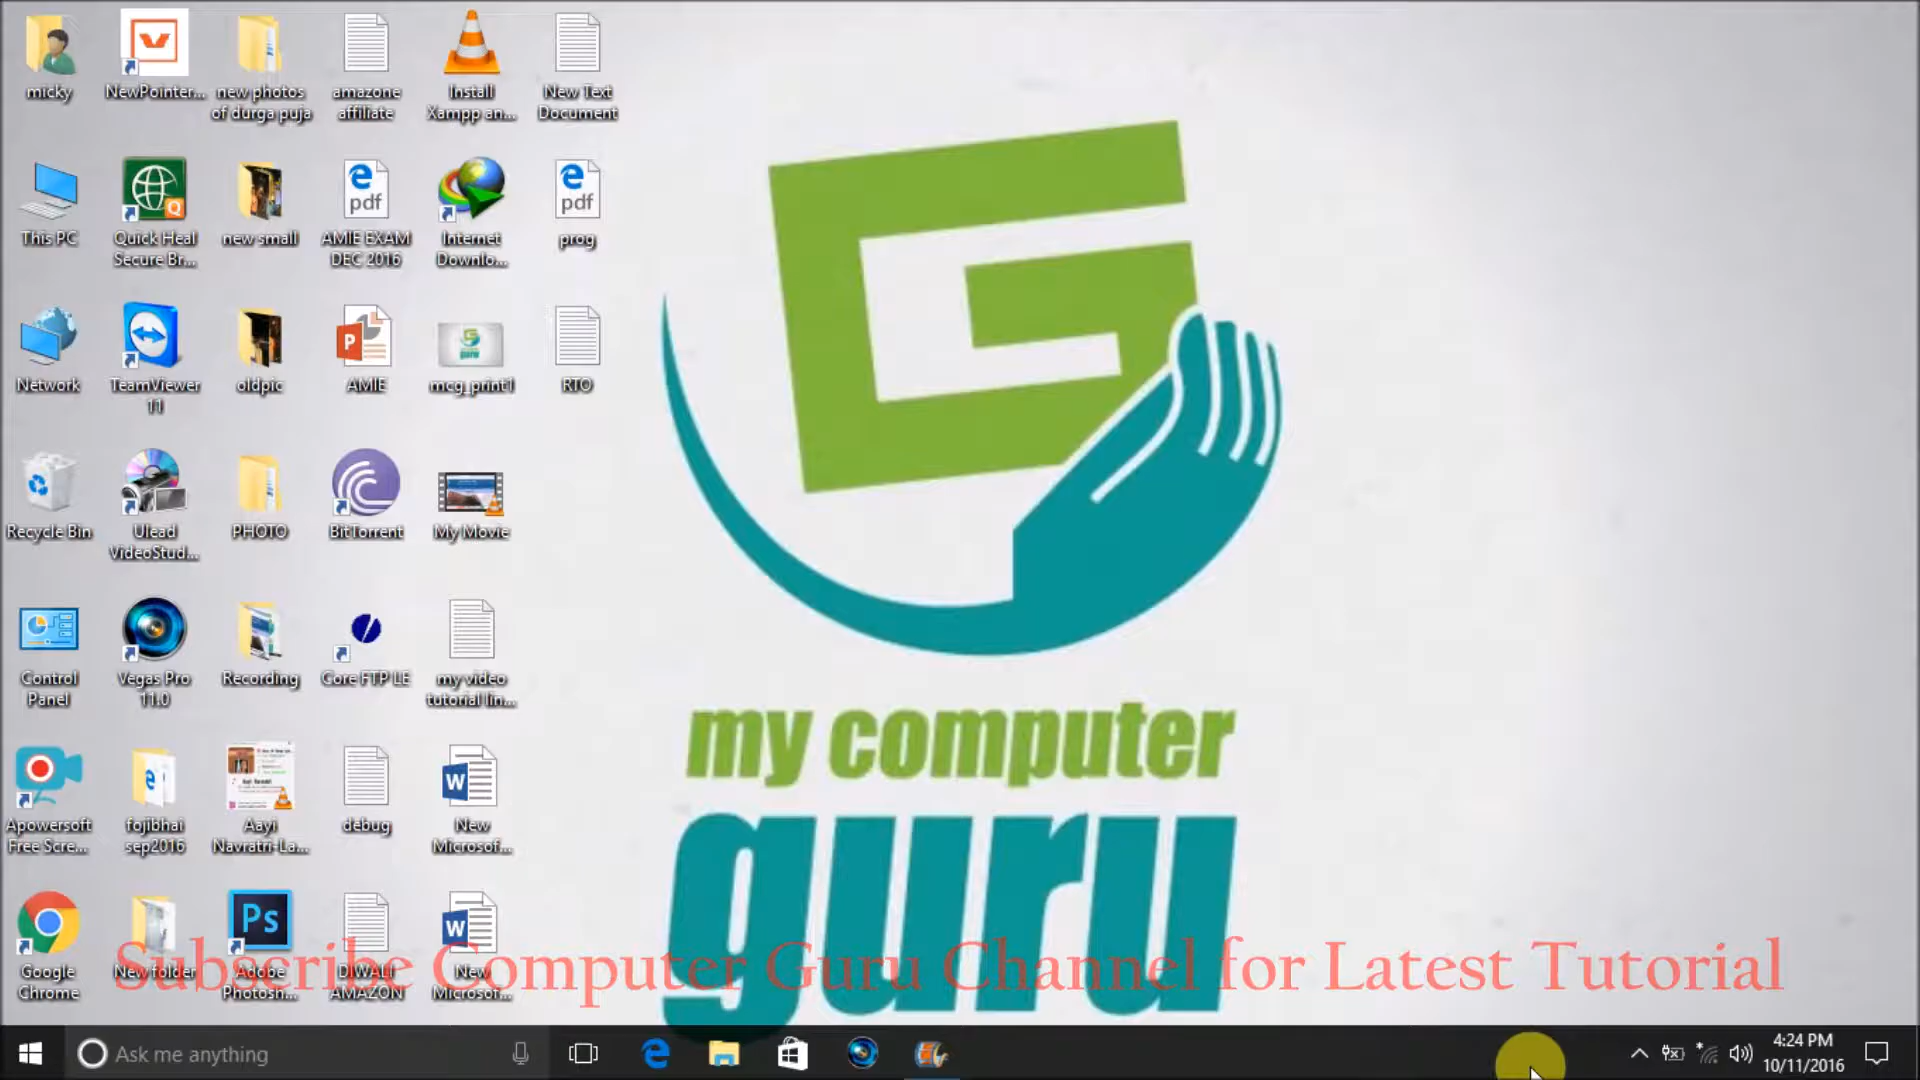 micky
NewPointer...
new photos
of durga puja
amazone
affiliate
Install
Xampp an...
New Text
Document
This PC
Quick Heal
Secure Br...
new small
pdf
AMIE EXAM
DEC 2016
Internet
Downlo...
pdf
prog
Network
TeamViewer
11
oldpic
AMIE
mcg_print1
RTO
Recycle Bin
Ulead
VideoStud...
PHOTO
BitTorrent
My Movie
Control
Panel
Vegas Pro
11.0
Recording
Core FTP LE
my video
tutorial lin...
Apowersoft
Free Scre...
fojibhai
sep2016
Aayi
Navratri-La...
debug
New
Microsof...
Google
Chrome
New folder
Ps
Adobe
Photosh...
DIWALI
AMAZON
New
Microsof...
my computer
guru
Subscribe Computer Guru Channel for Latest Tutorial
Ask me anything
4:24 PM
10/11/2016